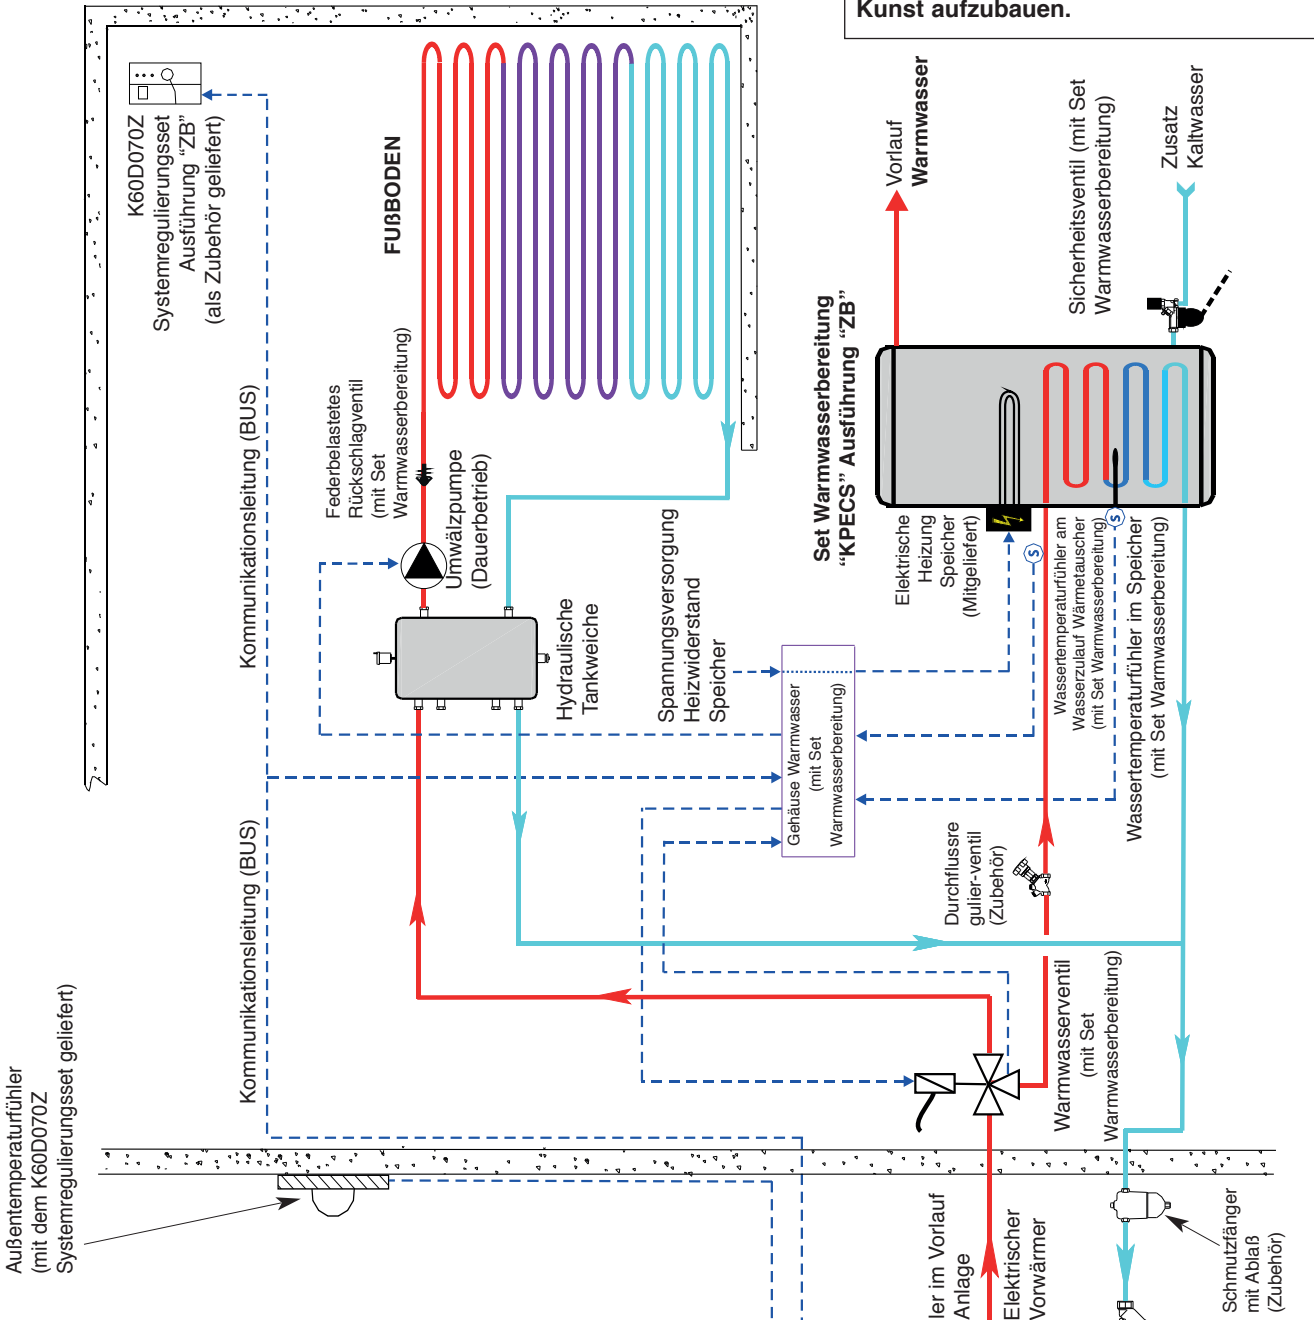 Kunst aufzubauen.
K60D070Z
Systemregulierungsset
Ausführung "ZB"
(als Zubehör geliefert)
FUßBODEN
Kommunikationsleitung (BUS)
Federbelastetes
Rückschlagventil
(mit Set
Warmwasserbereitung)
Umwälzpumpe
(Dauerbetrieb)
Hydraulische
Tankweiche
Vorlauf
Warmwasser
Sicherheitsventil (mit Set
Warmwasserbereitung)
Zusatz
Kaltwasser
Set Warmwasserbereitung
"KPECS" Ausführung "ZB"
Elektrische
Heizung
Speicher
(Mitgeliefert)
S
S
Spannungsversorgung
Heizwiderstand
Speicher
Wassertemperaturfühler am
Wasserzulauf Wärmetauscher
(mit Set Warmwasserbereitung)
Wassertemperaturfühler im Speicher
(mit Set Warmwasserbereitung)
Gehäuse Warmwasser
(mit Set
Warmwasserbereitung)
Kommunikationsleitung (BUS)
Durchflussre
gulier-ventil
(Zubehör)
Warmwasserventil
(mit Set
Warmwasserbereitung)
Außentemperaturfühler
(mit dem K60D070Z
Systemregulierungsset geliefert)
ler im Vorlauf
Anlage
Elektrischer
Vorwärmer
Schmutzfänger
mit Ablaß
(Zubehör)